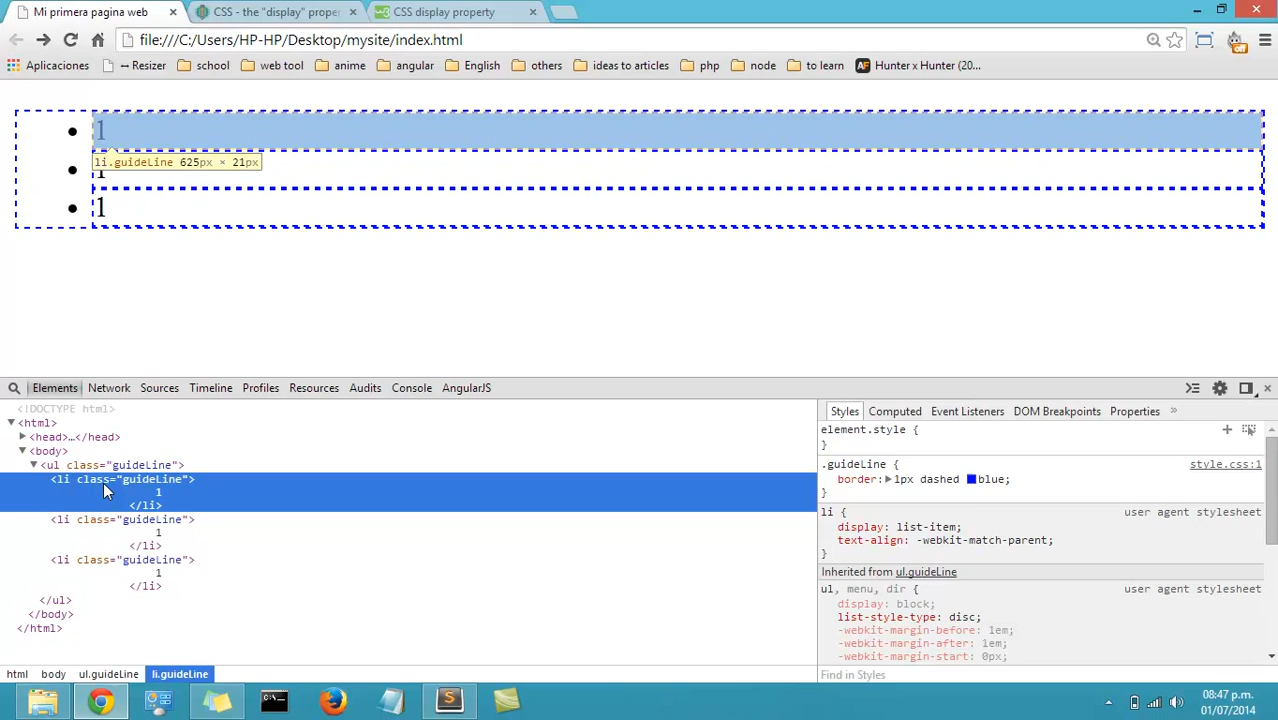 Mi primera pagina web × CSS - the "display" prope × CSS display property ×
file:///C:/Users/HP-HP/Desktop/mysite/index.html
Aplicaciones ↔ Resizer school web tool anime angular English others ideas to articles php node to learn AF Hunter x Hunter (20... off
• 1
li.guideLine 625px × 21px
• 1
• 1
Elements Network Sources Timeline Profiles Resources Audits Console AngularJS
<!DOCTYPE html>
<html>
<head>…</head>
<body>
<ul class="guideLine">
<li class="guideLine">
1
</li>
<li class="guideLine">
1
</li>
<li class="guideLine">
1
</li>
</ul>
</body>
</html>
html body ul.guideLine li.guideLine
Styles Computed Event Listeners DOM Breakpoints Properties »
element.style {
}
.guideLine { style.css:1
border: 1px dashed blue;
}
li { user agent stylesheet
display: list-item;
text-align: -webkit-match-parent;
}
Inherited from ul.guideLine
ul, menu, dir { user agent stylesheet
display: block;
list-style-type: disc;
-webkit-margin-before: 1em;
-webkit-margin-after: 1em;
-webkit-margin-start: 0px;
Find in Styles
08:47 p.m.
01/07/2014